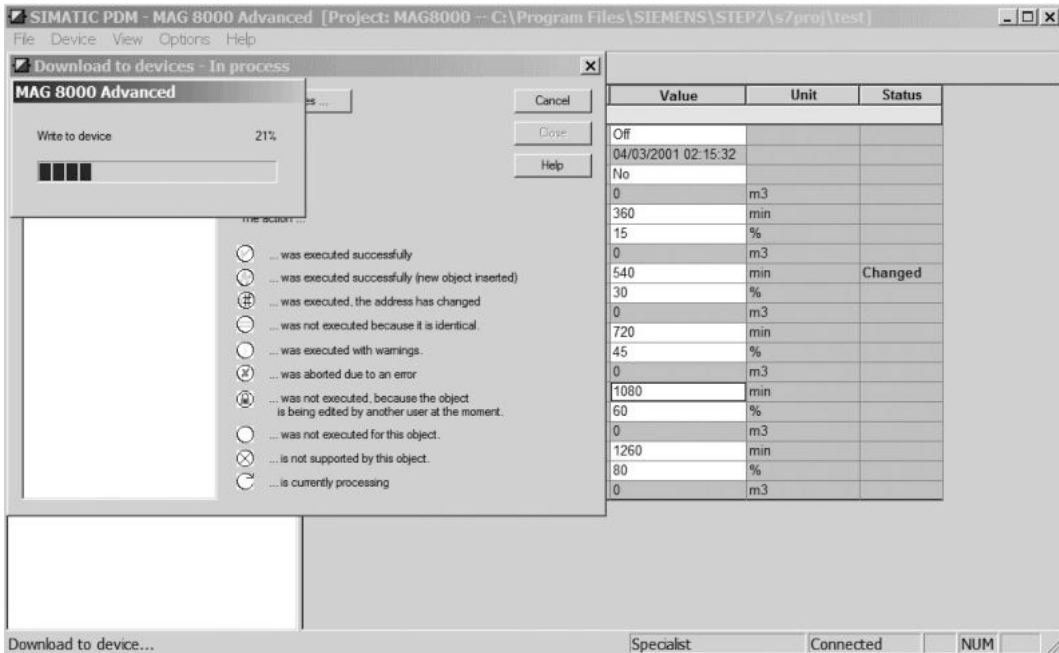 SIMATIC PDM - MAG 8000 Advanced [Project: MAG8000 -- C:\Program Files\SIEMENS\STEP7\s7proj\test]
File Device View Options Help
Download to devices - In process
MAG 8000 Advanced
Write to device 21%
Cancel
Close
Help
The action ...
... was executed successfully
... was executed successfully (new object inserted)
... was executed, the address has changed
... was not executed because it is identical.
... was executed with warnings.
... was aborted due to an error
... was not executed, because the object
is being edited by another user at the moment.
... was not executed for this object.
... is not supported by this object.
... is currently processing
Value Unit Status
Off
04/03/2001 02:15:32
No
0 m3
360 min
15 %
0 m3
540 min Changed
30 %
0 m3
720 min
45 %
0 m3
1080 min
60 %
0 m3
1260 min
80 %
0 m3
Download to device... Specialist Connected NUM